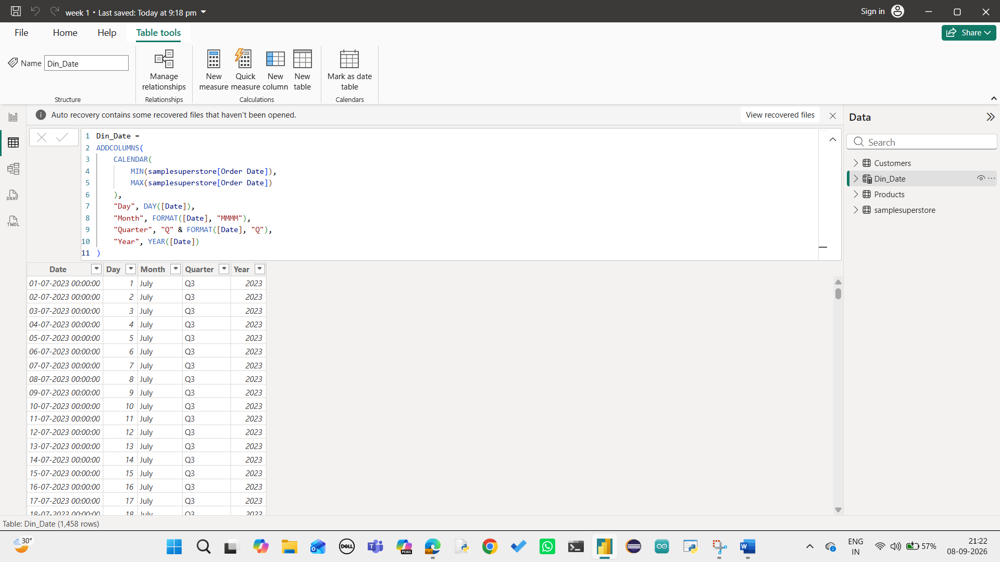 week 1 • Last saved: Today at 9:18 pm
Sign in
File Home Help Table tools
Share
Name Din_Date
Manage relationships
New measure
Quick measure
New column
New table
Mark as date table
Structure
Relationships
Calculations
Calendars
Auto recovery contains some recovered files that haven't been opened.
View recovered files
1 Din_Date =
2 ADDCOLUMNS(
3 CALENDAR(
4 MIN(samplesuperstore[Order Date]),
5 MAX(samplesuperstore[Order Date])
6 ),
7 "Day", DAY([Date]),
8 "Month", FORMAT([Date], "MMMM"),
9 "Quarter", "Q" & FORMAT([Date], "Q"),
10 "Year", YEAR([Date])
11 )
Data
Search
Customers
Din_Date
Products
samplesuperstore
DAX
TMDL
Date Day Month Quarter Year
01-07-2023 00:00:00 1 July Q3 2023
02-07-2023 00:00:00 2 July Q3 2023
03-07-2023 00:00:00 3 July Q3 2023
04-07-2023 00:00:00 4 July Q3 2023
05-07-2023 00:00:00 5 July Q3 2023
06-07-2023 00:00:00 6 July Q3 2023
07-07-2023 00:00:00 7 July Q3 2023
08-07-2023 00:00:00 8 July Q3 2023
09-07-2023 00:00:00 9 July Q3 2023
10-07-2023 00:00:00 10 July Q3 2023
11-07-2023 00:00:00 11 July Q3 2023
12-07-2023 00:00:00 12 July Q3 2023
13-07-2023 00:00:00 13 July Q3 2023
14-07-2023 00:00:00 14 July Q3 2023
15-07-2023 00:00:00 15 July Q3 2023
16-07-2023 00:00:00 16 July Q3 2023
17-07-2023 00:00:00 17 July Q3 2023
18-07-2023 00:00:00 18 July Q3 2023
Table: Din_Date (1,458 rows)
30°
DELL
M365
ENG
IN
57%
21:22
08-09-2026